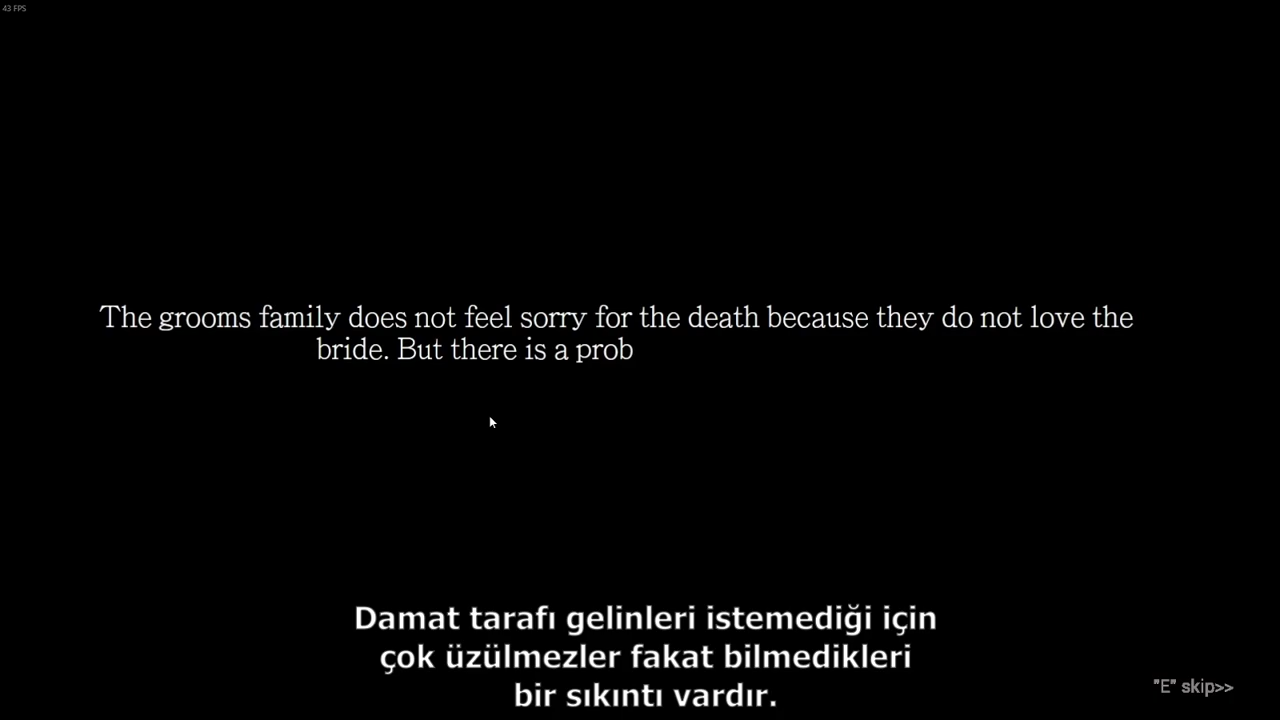 43 FPS
The grooms family does not feel sorry for the death because they do not love the
bride. But there is a prob
Damat tarafı gelinleri istemediği için
çok üzülmezler fakat bilmedikleri
bir sıkıntı vardır.
"E" skip>>